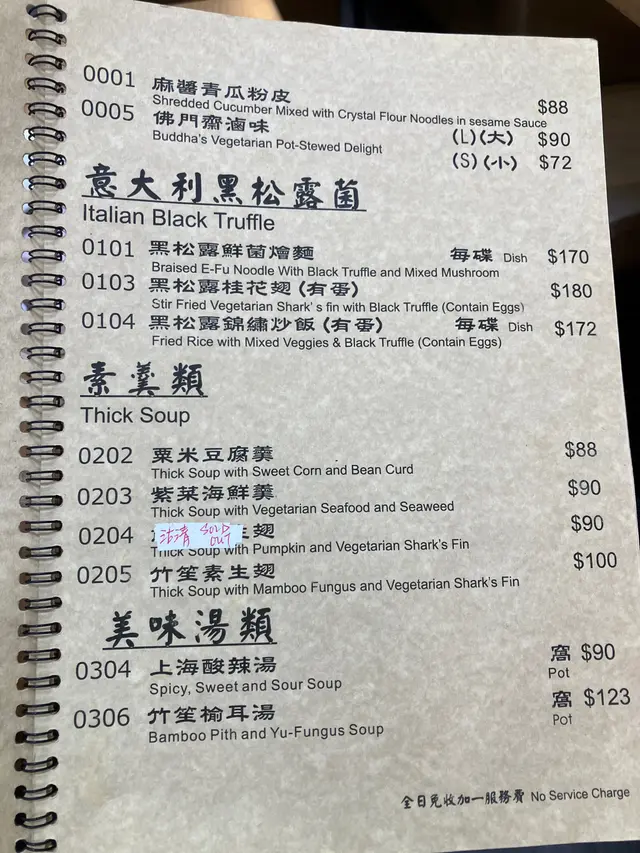 0001 麻醬青瓜粉皮 $88
Shredded Cucumber Mixed with Crystal Flour Noodles in sesame Sauce
0005 佛門齋滷味 (L)(大) $90
Buddha's Vegetarian Pot-Stewed Delight (S)(小) $72
意大利黑松露菌
Italian Black Truffle
0101 黑松露鮮菌燴麵 每碟 Dish $170
Braised E-Fu Noodle With Black Truffle and Mixed Mushroom
0103 黑松露桂花翅(有蛋) $180
Stir Fried Vegetarian Shark's fin with Black Truffle (Contain Eggs)
0104 黑松露錦繡炒飯(有蛋) 每碟 Dish $172
Fried Rice with Mixed Veggies & Black Truffle (Contain Eggs)
素羹類
Thick Soup
0202 粟米豆腐羹 $88
Thick Soup with Sweet Corn and Bean Curd
0203 紫菜海鮮羹 $90
Thick Soup with Vegetarian Seafood and Seaweed
0204 沽清 SOLD OUT 生翅 $90
Thick Soup with Pumpkin and Vegetarian Shark's Fin
0205 竹笙素生翅 $100
Thick Soup with Mamboo Fungus and Vegetarian Shark's Fin
美味湯類
0304 上海酸辣湯 窩 $90
Spicy, Sweet and Sour Soup Pot
0306 竹笙榆耳湯 窩 $123
Bamboo Pith and Yu-Fungus Soup Pot
全日免收加一服務費 No Service Charge